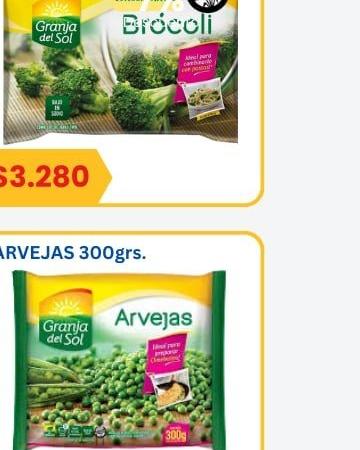 Granja
del Sol
Brócoli
Ideal para
combinarlo
con pastas!
BAJO
EN
SODIO
$3.280
ARVEJAS 300grs.
Granja
del Sol
Arvejas
Ideal para
preparar
300g